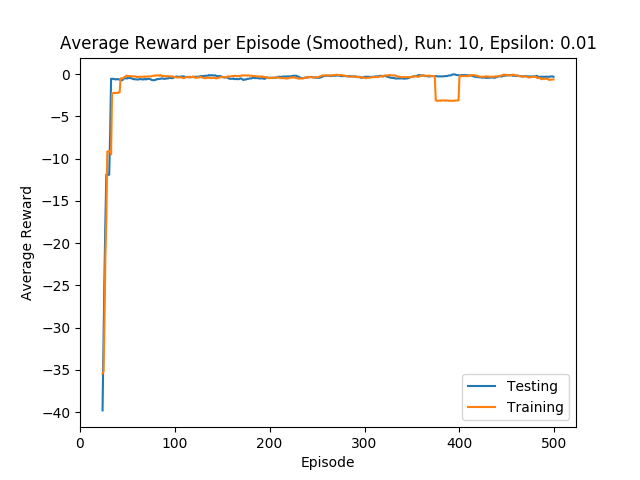 Average Reward per Episode (Smoothed), Run: 10, Epsilon: 0.01
Average Reward
0
−5
−10
−15
−20
−25
−30
−35
−40
Testing
Training
0 100 200 300 400 500
Episode